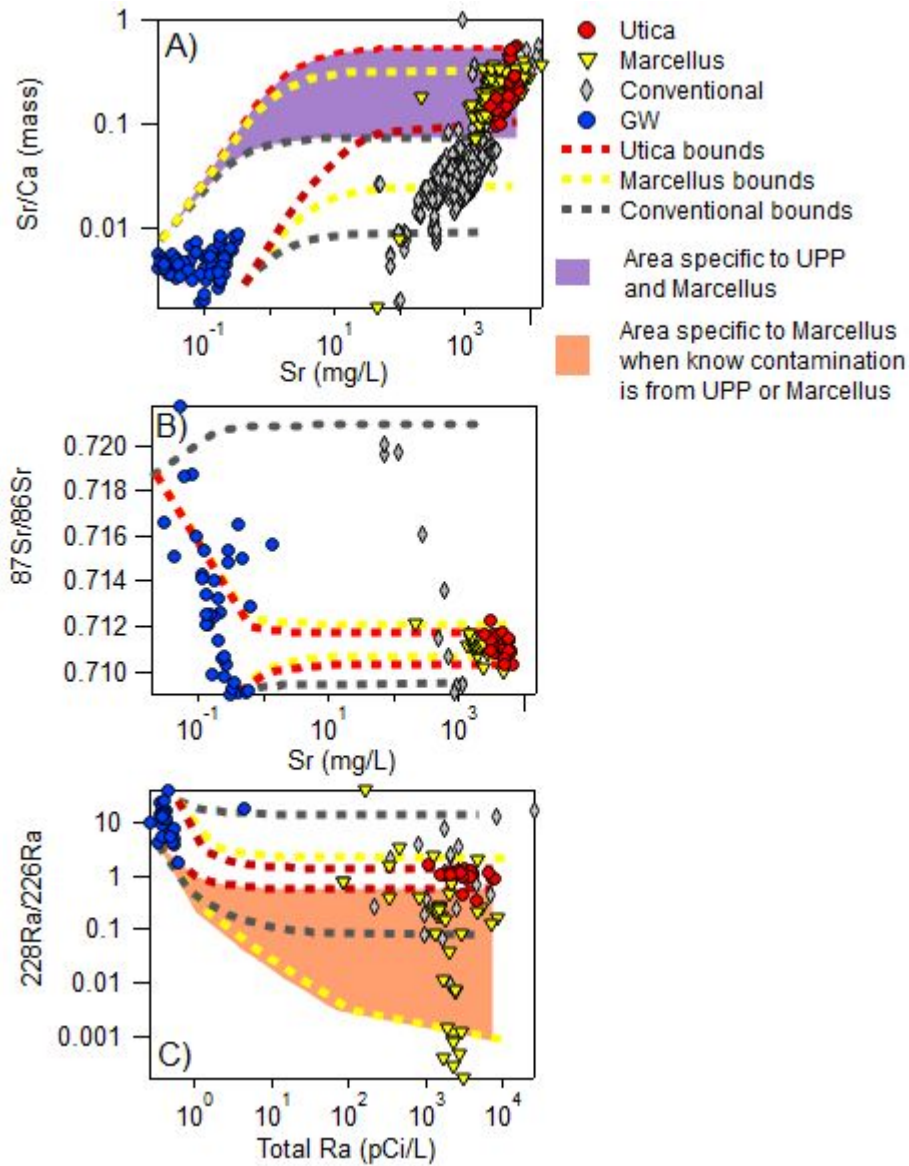 A)
1
0.1
0.01
Sr/Ca (mass)
10^-1
10^1
10^3
Sr (mg/L)
Utica
Marcellus
Conventional
GW
Utica bounds
Marcellus bounds
Conventional bounds
Area specific to UPP
and Marcellus
Area specific to Marcellus
when know contamination
is from UPP or Marcellus
B)
0.720
0.718
0.716
0.714
0.712
0.710
87Sr/86Sr
10^-1
10^1
10^3
Sr (mg/L)
10
1
0.1
0.01
0.001
228Ra/226Ra
C)
10^0
10^1
10^2
10^3
10^4
Total Ra (pCi/L)